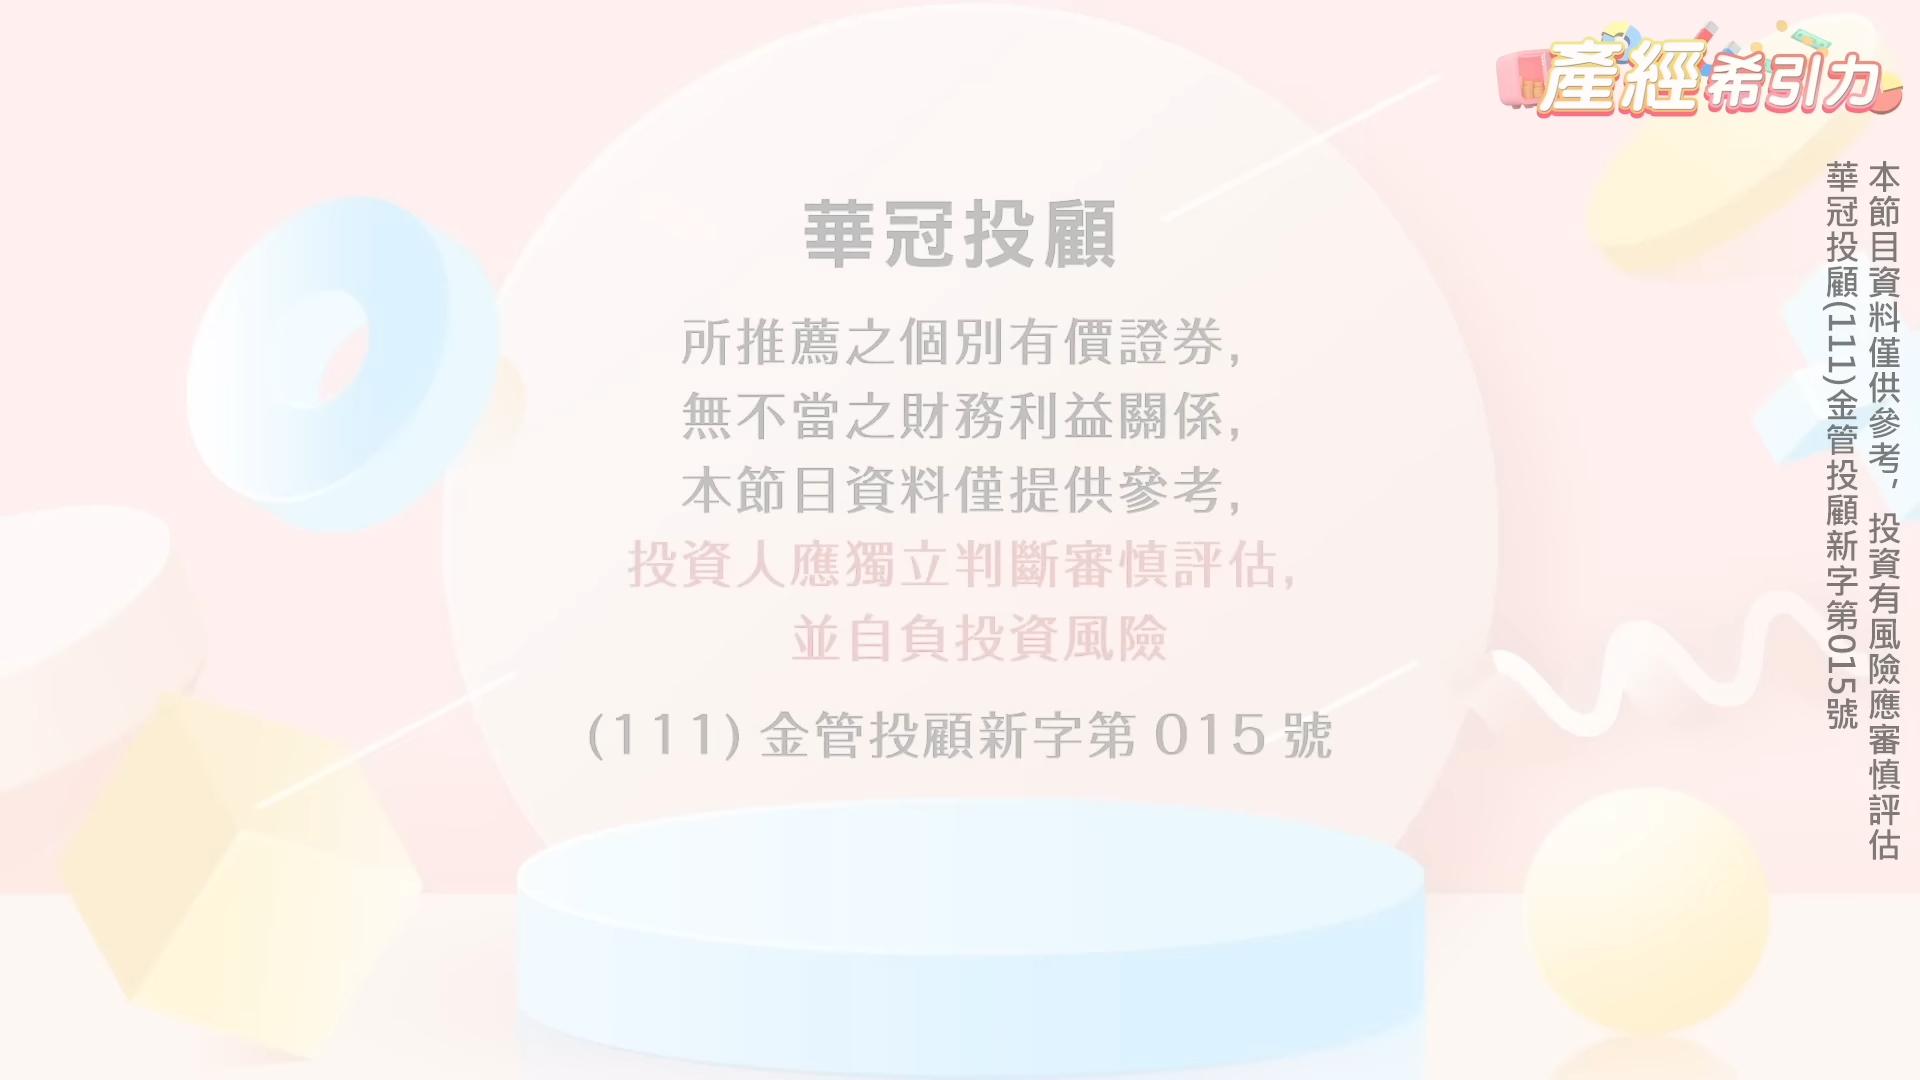 產經希引力
華冠投顧
所推薦之個別有價證券,
無不當之財務利益關係,
本節目資料僅提供參考,
投資人應獨立判斷審慎評估,
並自負投資風險
(111)金管投顧新字第015號
本節目資料僅供參考，投資有風險應審慎評估
華冠投顧(111)金管投顧新字第015號